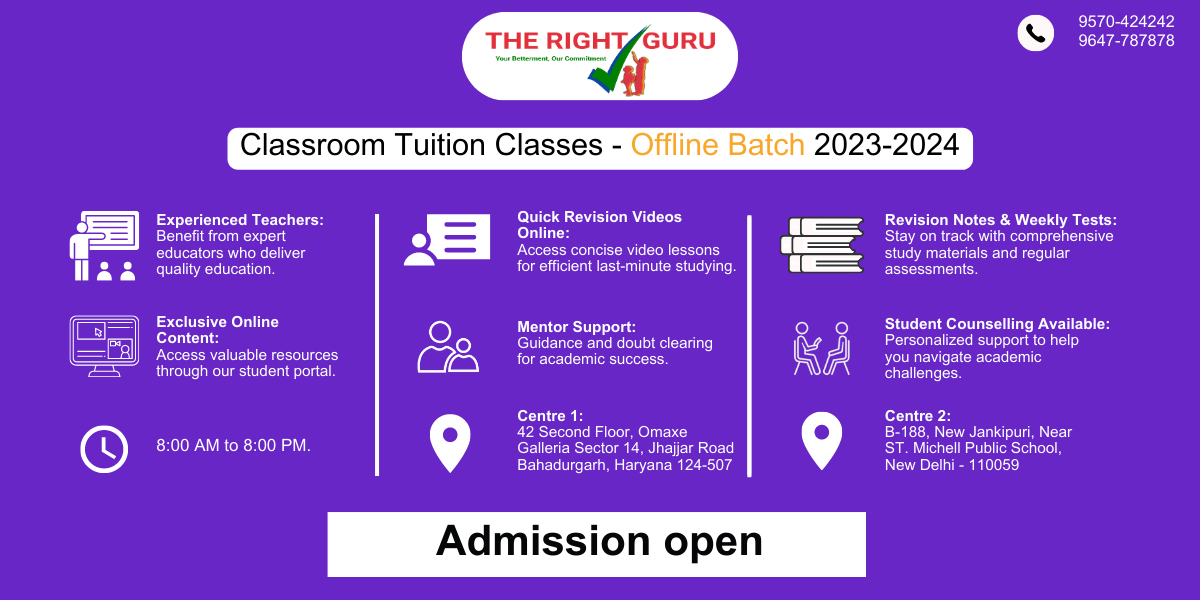 THE RIGHT GURU
Your Betterment, Our Commitment
9570-424242
9647-787878
Classroom Tuition Classes - Offline Batch 2023-2024
Experienced Teachers:
Benefit from expert
educators who deliver
quality education.
Quick Revision Videos
Online:
Access concise video lessons
for efficient last-minute studying.
Revision Notes & Weekly Tests:
Stay on track with comprehensive
study materials and regular
assessments.
Exclusive Online
Content:
Access valuable resources
through our student portal.
Mentor Support:
Guidance and doubt clearing
for academic success.
Student Counselling Available:
Personalized support to help
you navigate academic
challenges.
8:00 AM to 8:00 PM.
Centre 1:
42 Second Floor, Omaxe
Galleria Sector 14, Jhajjar Road
Bahadurgarh, Haryana 124-507
Centre 2:
B-188, New Jankipuri, Near
ST. Michell Public School,
New Delhi - 110059
Admission open